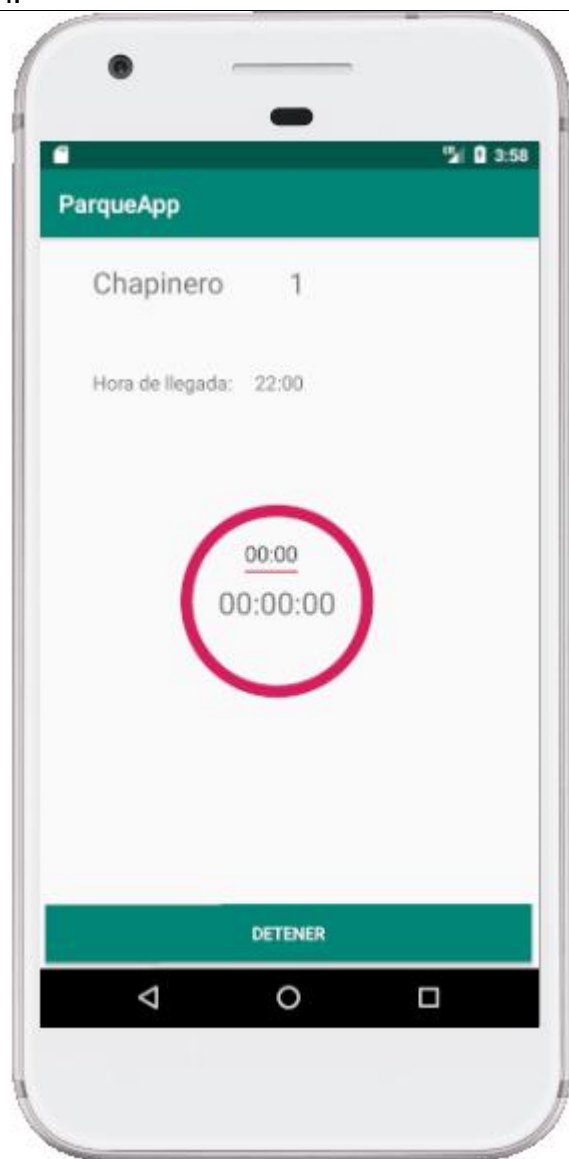 3:58
ParqueApp
Chapinero 1
Hora de llegada: 22:00
00:00
00:00:00
DETENER